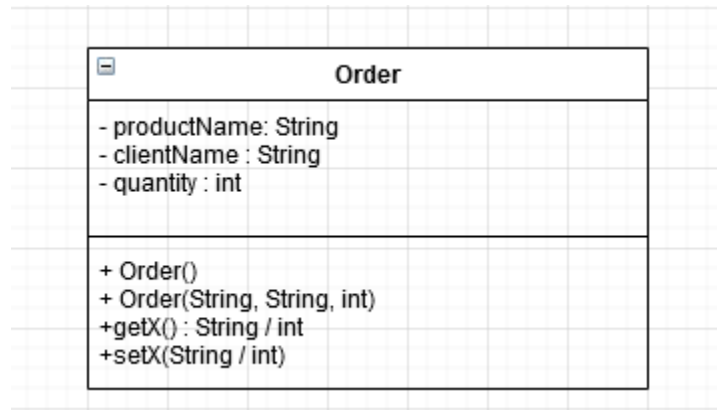 Order
- productName: String
- clientName : String
- quantity : int
+ Order()
+ Order(String, String, int)
+getX() : String / int
+setX(String / int)